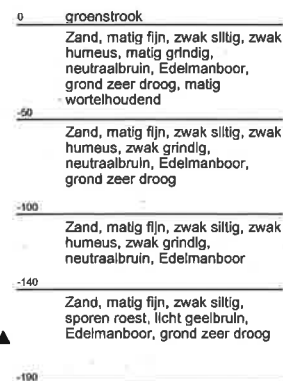 0 groenstrook
Zand, matig fijn, zwak siltig, zwak
humeus, matig grindig,
neutraalbruin, Edelmanboor,
grond zeer droog, matig
wortelhoudend
-50
Zand, matig fijn, zwak siltig, zwak
humeus, zwak grindig,
neutraalbruin, Edelmanboor,
grond zeer droog
-100
Zand, matig fijn, zwak siltig, zwak
humeus, zwak grindig,
neutraalbruin, Edelmanboor
-140
Zand, matig fijn, zwak siltig,
sporen roest, licht geelbruin,
Edelmanboor, grond zeer droog
-190